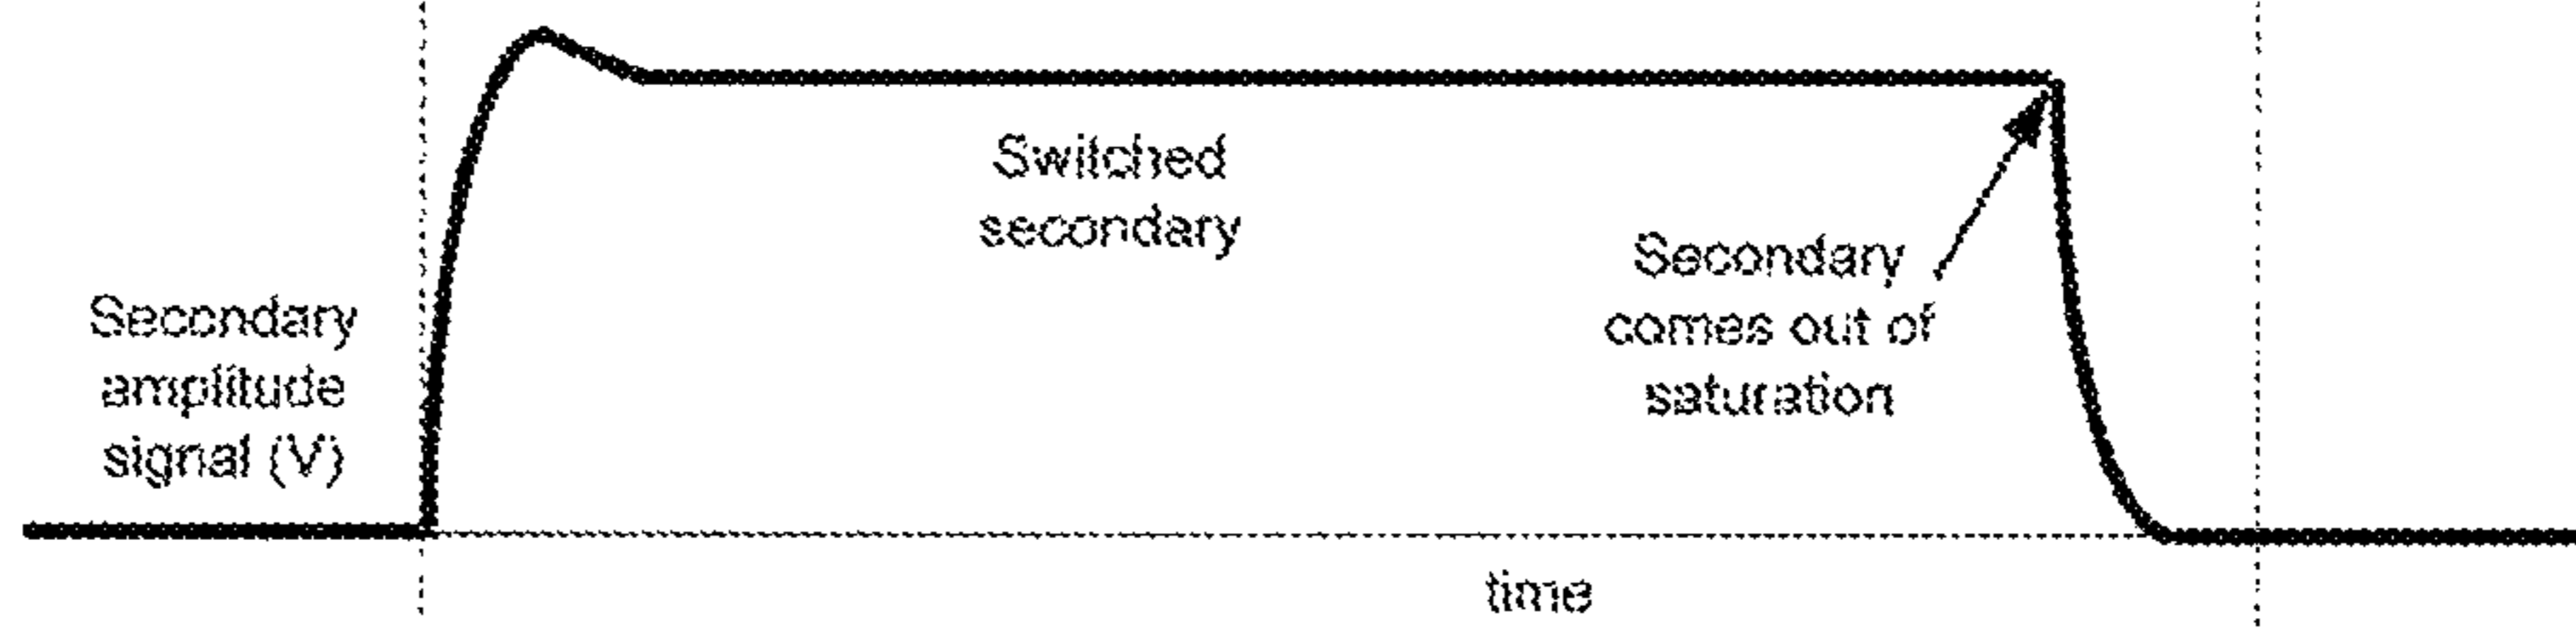 Switched
secondary
Secondary
comes out of
saturation
Secondary
amplitude
signal (V)
time